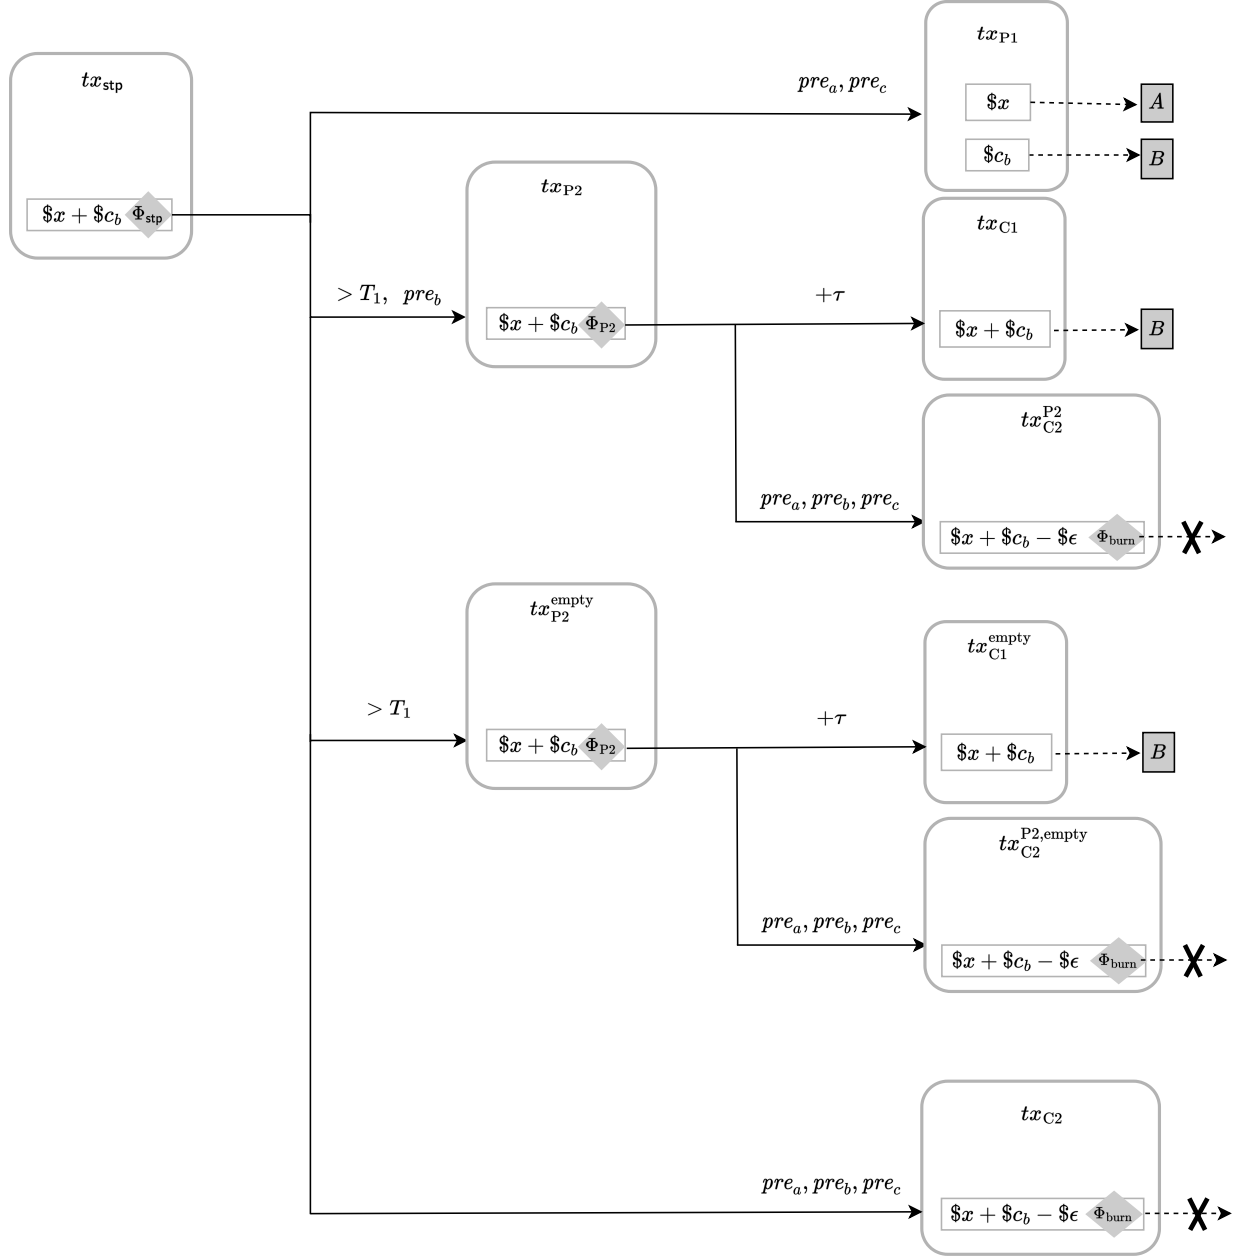 tx_stp
$x + $c_b Φ_stp
pre_a, pre_c
tx_P1
$x
A
$c_b
B
> T_1, pre_b
tx_P2
$x + $c_b Φ_P2
+τ
tx_C1
$x + $c_b
B
pre_a, pre_b, pre_c
tx_C2^P2
$x + $c_b − $ϵ Φ_burn
> T_1
tx_P2^empty
$x + $c_b Φ_P2
+τ
tx_C1^empty
$x + $c_b
B
pre_a, pre_b, pre_c
tx_C2^P2,empty
$x + $c_b − $ϵ Φ_burn
pre_a, pre_b, pre_c
tx_C2
$x + $c_b − $ϵ Φ_burn